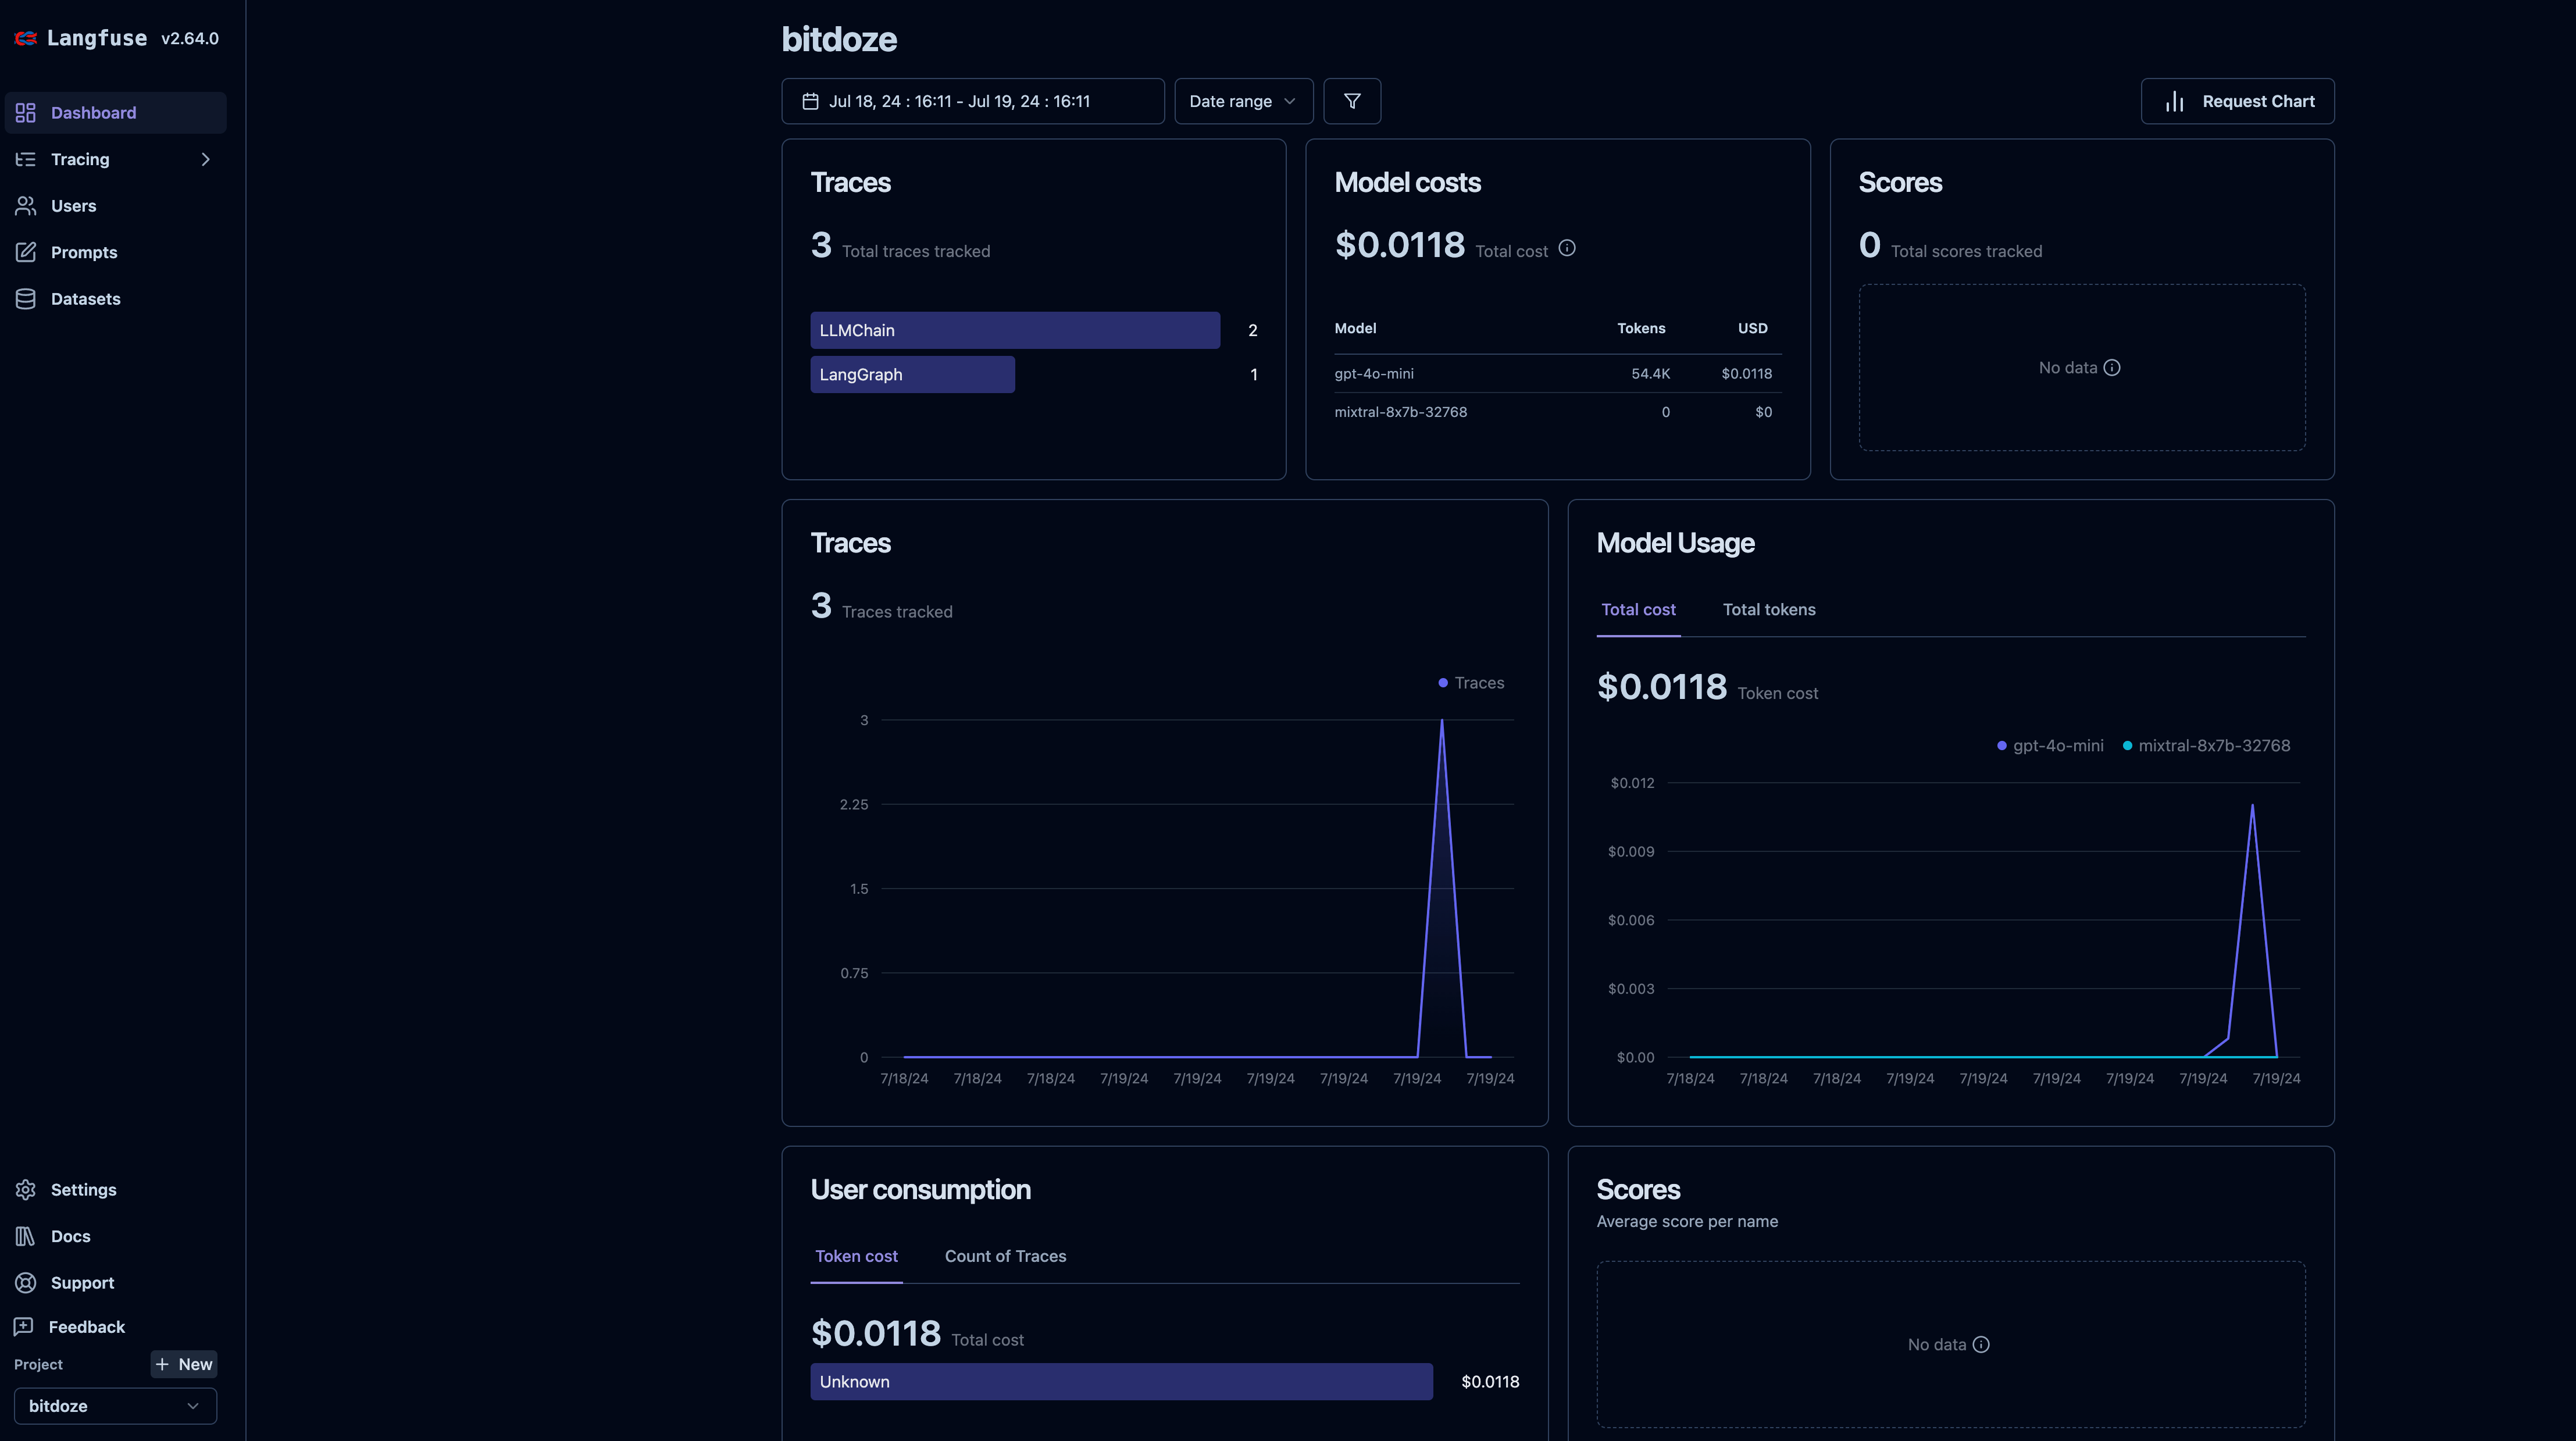 Langfuse v2.64.0
Dashboard
Tracing
Users
Prompts
Datasets
Settings
Docs
Support
Feedback
Project
+ New
bitdoze
bitdoze
Jul 18, 24 : 16:11 - Jul 19, 24 : 16:11
Date range
Request Chart
Traces
3 Total traces tracked
LLMChain 2
LangGraph 1
Model costs
$0.0118 Total cost
Model Tokens USD
gpt-4o-mini 54.4K $0.0118
mixtral-8x7b-32768 0 $0
Scores
0 Total scores tracked
No data
Traces
3 Traces tracked
Traces
3
2.25
1.5
0.75
0
7/18/24 7/18/24 7/18/24 7/19/24 7/19/24 7/19/24 7/19/24 7/19/24 7/19/24
Model Usage
Total cost Total tokens
$0.0118 Token cost
gpt-4o-mini mixtral-8x7b-32768
$0.012
$0.009
$0.006
$0.003
$0.00
7/18/24 7/18/24 7/18/24 7/19/24 7/19/24 7/19/24 7/19/24 7/19/24 7/19/24
User consumption
Token cost Count of Traces
$0.0118 Total cost
Unknown $0.0118
Scores
Average score per name
No data